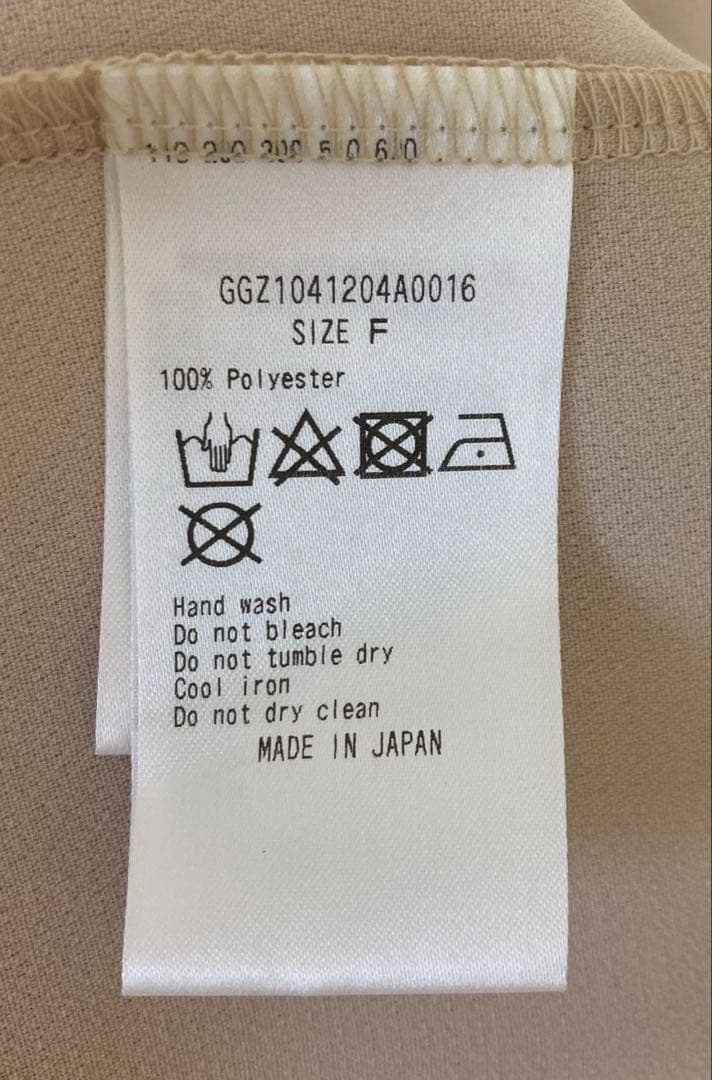 GGZ1041204A0016
SIZE F
100% Polyester
Hand wash
Do not bleach
Do not tumble dry
Cool iron
Do not dry clean
MADE IN JAPAN